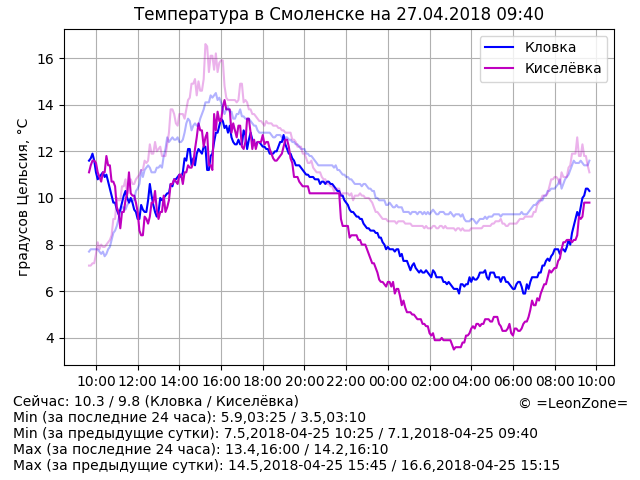 Температура в Смоленске на 27.04.2018 09:40
Кловка
Киселёвка
градусов Цельсия, °C
16
14
12
10
8
6
4
10:00 12:00 14:00 16:00 18:00 20:00 22:00 00:00 02:00 04:00 06:00 08:00 10:00
Сейчас: 10.3 / 9.8 (Кловка / Киселёвка)
© =LeonZone=
Min (за последние 24 часа): 5.9,03:25 / 3.5,03:10
Min (за предыдущие сутки): 7.5,2018-04-25 10:25 / 7.1,2018-04-25 09:40
Max (за последние 24 часа): 13.4,16:00 / 14.2,16:10
Max (за предыдущие сутки): 14.5,2018-04-25 15:45 / 16.6,2018-04-25 15:15